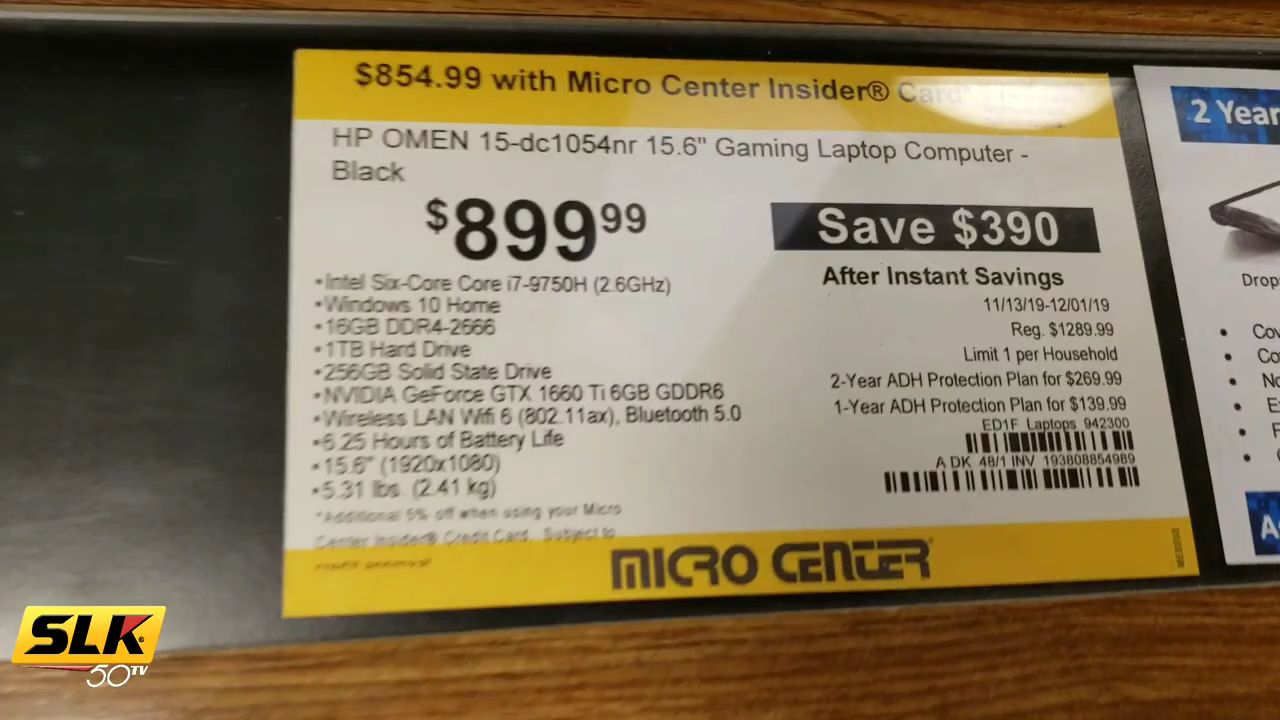 $854.99 with Micro Center Insider® Card*
HP OMEN 15-dc1054nr 15.6" Gaming Laptop Computer -
Black
$899 99
Save $390
After Instant Savings
•Intel Six-Core Core i7-9750H (2.6GHz)
•Windows 10 Home
•16GB DDR4-2666
•1TB Hard Drive
•256GB Solid State Drive
•NVIDIA GeForce GTX 1660 Ti 6GB GDDR6
•Wireless LAN Wifi 6 (802.11ax), Bluetooth 5.0
•6.25 Hours of Battery Life
•15.6" (1920x1080)
•5.31 lbs. (2.41 kg)
*Additional 5% off when using your Micro
Center Insider® Credit Card. Subject to
11/13/19-12/01/19
Reg. $1289.99
Limit 1 per Household
2-Year ADH Protection Plan for $269.99
1-Year ADH Protection Plan for $139.99
ED1F Laptops 942300
A DK 48/1 INV 193808854989
MICRO CENTER
2 Year
Drop
SLK
50TV